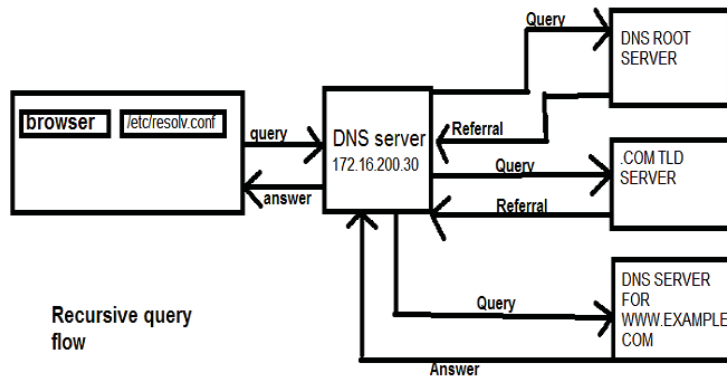 Query
DNS ROOT
SERVER
browser
/etc/resolv.conf
query
DNS server
172.16.200.30
Referral
.COM TLD
SERVER
Query
answer
Referral
DNS SERVER
FOR
WWW.EXAMPLE
COM
Query
Recursive query
flow
Answer